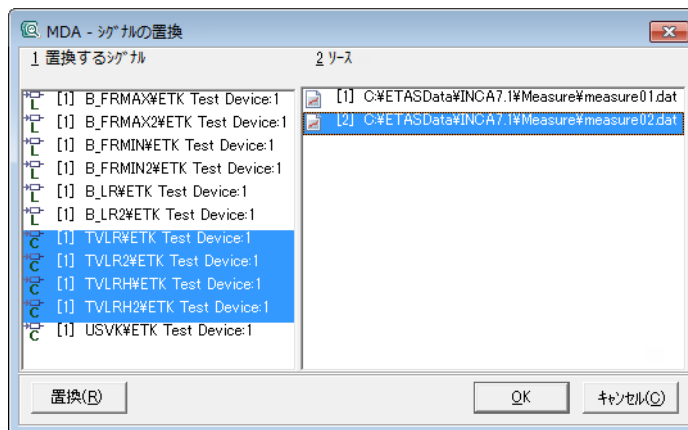 MDA - ｼｸﾞﾅﾙの置換
1 置換するｼｸﾞﾅﾙ
2 ｿｰｽ
[1] B_FRMAX¥ETK Test Device:1
[1] B_FRMAX2¥ETK Test Device:1
[1] B_FRMIN¥ETK Test Device:1
[1] B_FRMIN2¥ETK Test Device:1
[1] B_LR¥ETK Test Device:1
[1] B_LR2¥ETK Test Device:1
[1] TVLR¥ETK Test Device:1
[1] TVLR2¥ETK Test Device:1
[1] TVLRH¥ETK Test Device:1
[1] TVLRH2¥ETK Test Device:1
[1] USVK¥ETK Test Device:1
[1] C:¥ETASData¥INCA7.1¥Measure¥measure01.dat
[2] C:¥ETASData¥INCA7.1¥Measure¥measure02.dat
置換(R)
OK
ｷｬﾝｾﾙ(C)